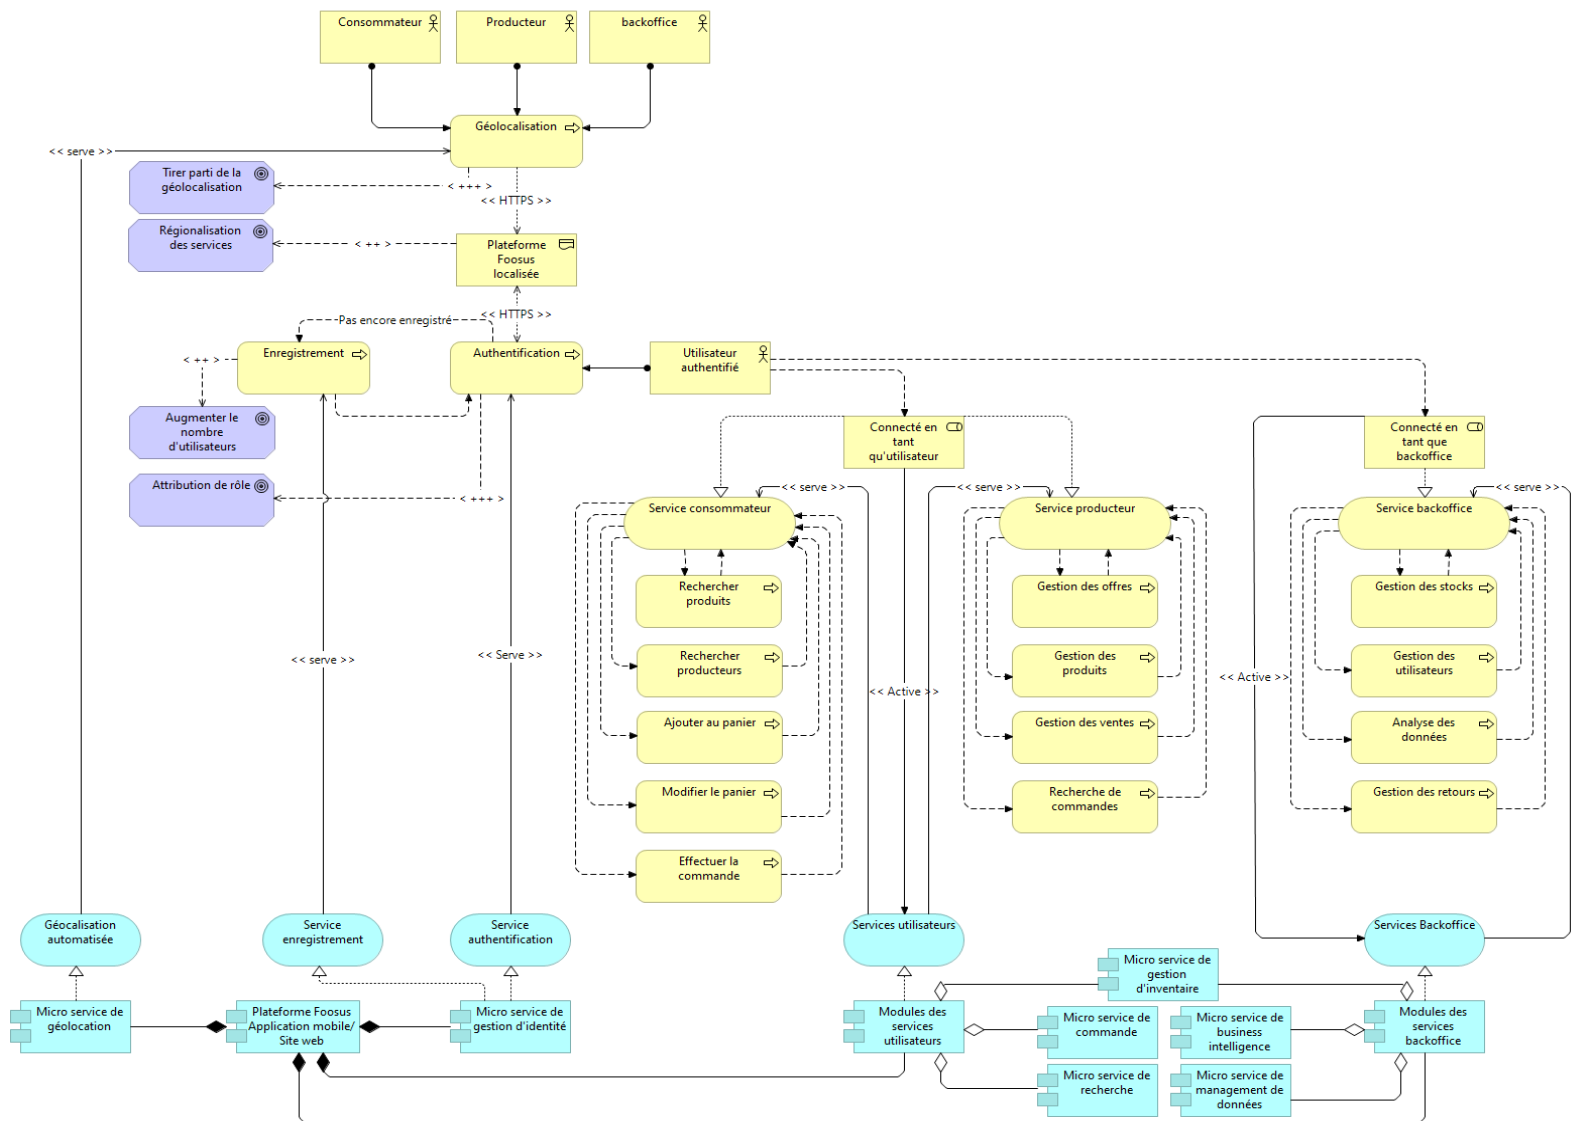 Consommateur
Producteur
backoffice
Géolocalisation
<< serve >>
Tirer parti de la
géolocalisation
< +++ >
<< HTTPS >>
Régionalisation
des services
< ++ >
Plateforme
Foosus
localisée
<< HTTPS >>
Pas encore enregistré
Enregistrement
Authentification
Utilisateur
authentifié
< ++ >
Augmenter le
nombre
d'utilisateurs
Connecté en
tant
qu'utilisateur
Connecté en
tant que
backoffice
Attribution de rôle
< +++ >
<< serve >>
<< serve >>
<< serve >>
Service consommateur
Service producteur
Service backoffice
Rechercher
produits
Gestion des offres
Gestion des stocks
Rechercher
producteurs
Gestion des
produits
Gestion des
utilisateurs
<< serve >>
<< Serve >>
<< Active >>
<< Active >>
Ajouter au panier
Gestion des ventes
Analyse des
données
Modifier le panier
Recherche de
commandes
Gestion des retours
Effectuer la
commande
Géocalisation
automatisée
Service
enregistrement
Service
authentification
Services utilisateurs
Services Backoffice
Micro service de
gestion
d'inventaire
Micro service de
géolocation
Plateforme Foosus
Application mobile/
Site web
Micro service de
gestion d'identité
Modules des
services
utilisateurs
Micro service de
commande
Micro service de
business
intelligence
Modules des
services
backoffice
Micro service de
recherche
Micro service de
management de
données